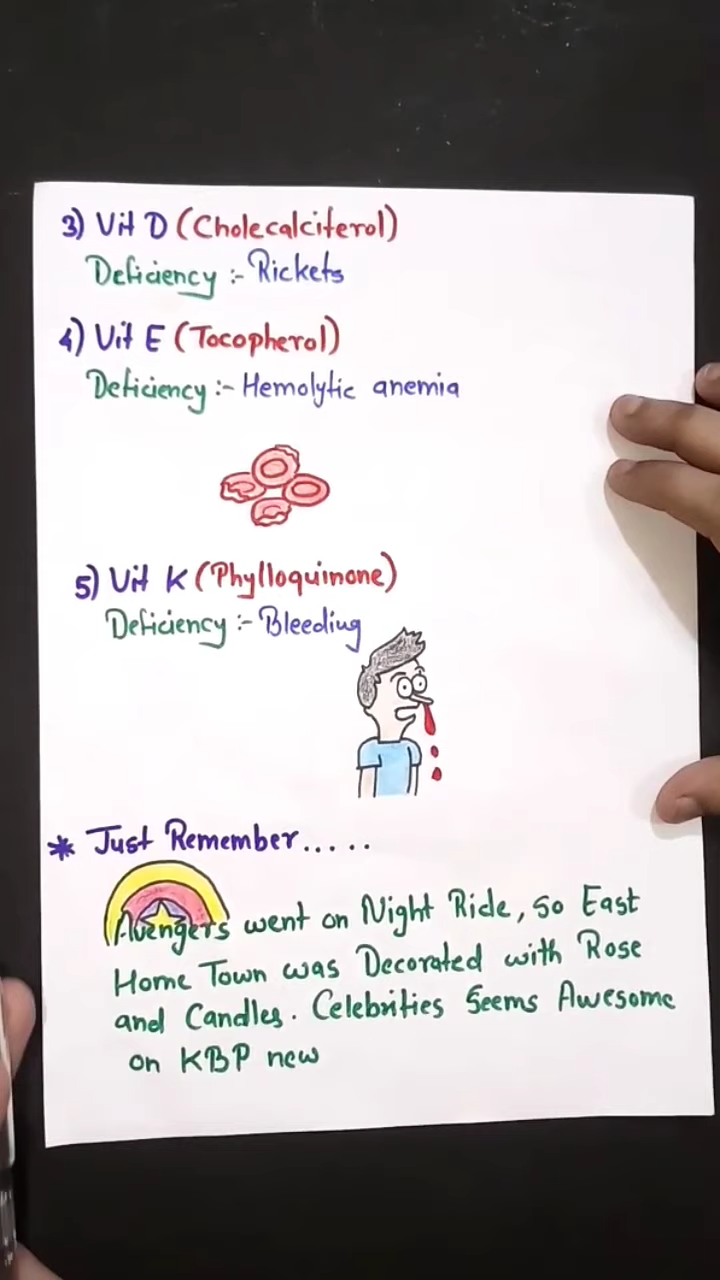 3) Vit D (Cholecalciferol)
Deficiency :- Rickets
4) Vit E (Tocopherol)
Deficiency :- Hemolytic anemia
5) Vit K (Phylloquinone)
Deficiency :- Bleeding
* Just Remember.....
Avengers went on Night Ride, so East
Home Town was Decorated with Rose
and Candles. Celebrities Seems Awesome
on KBP new